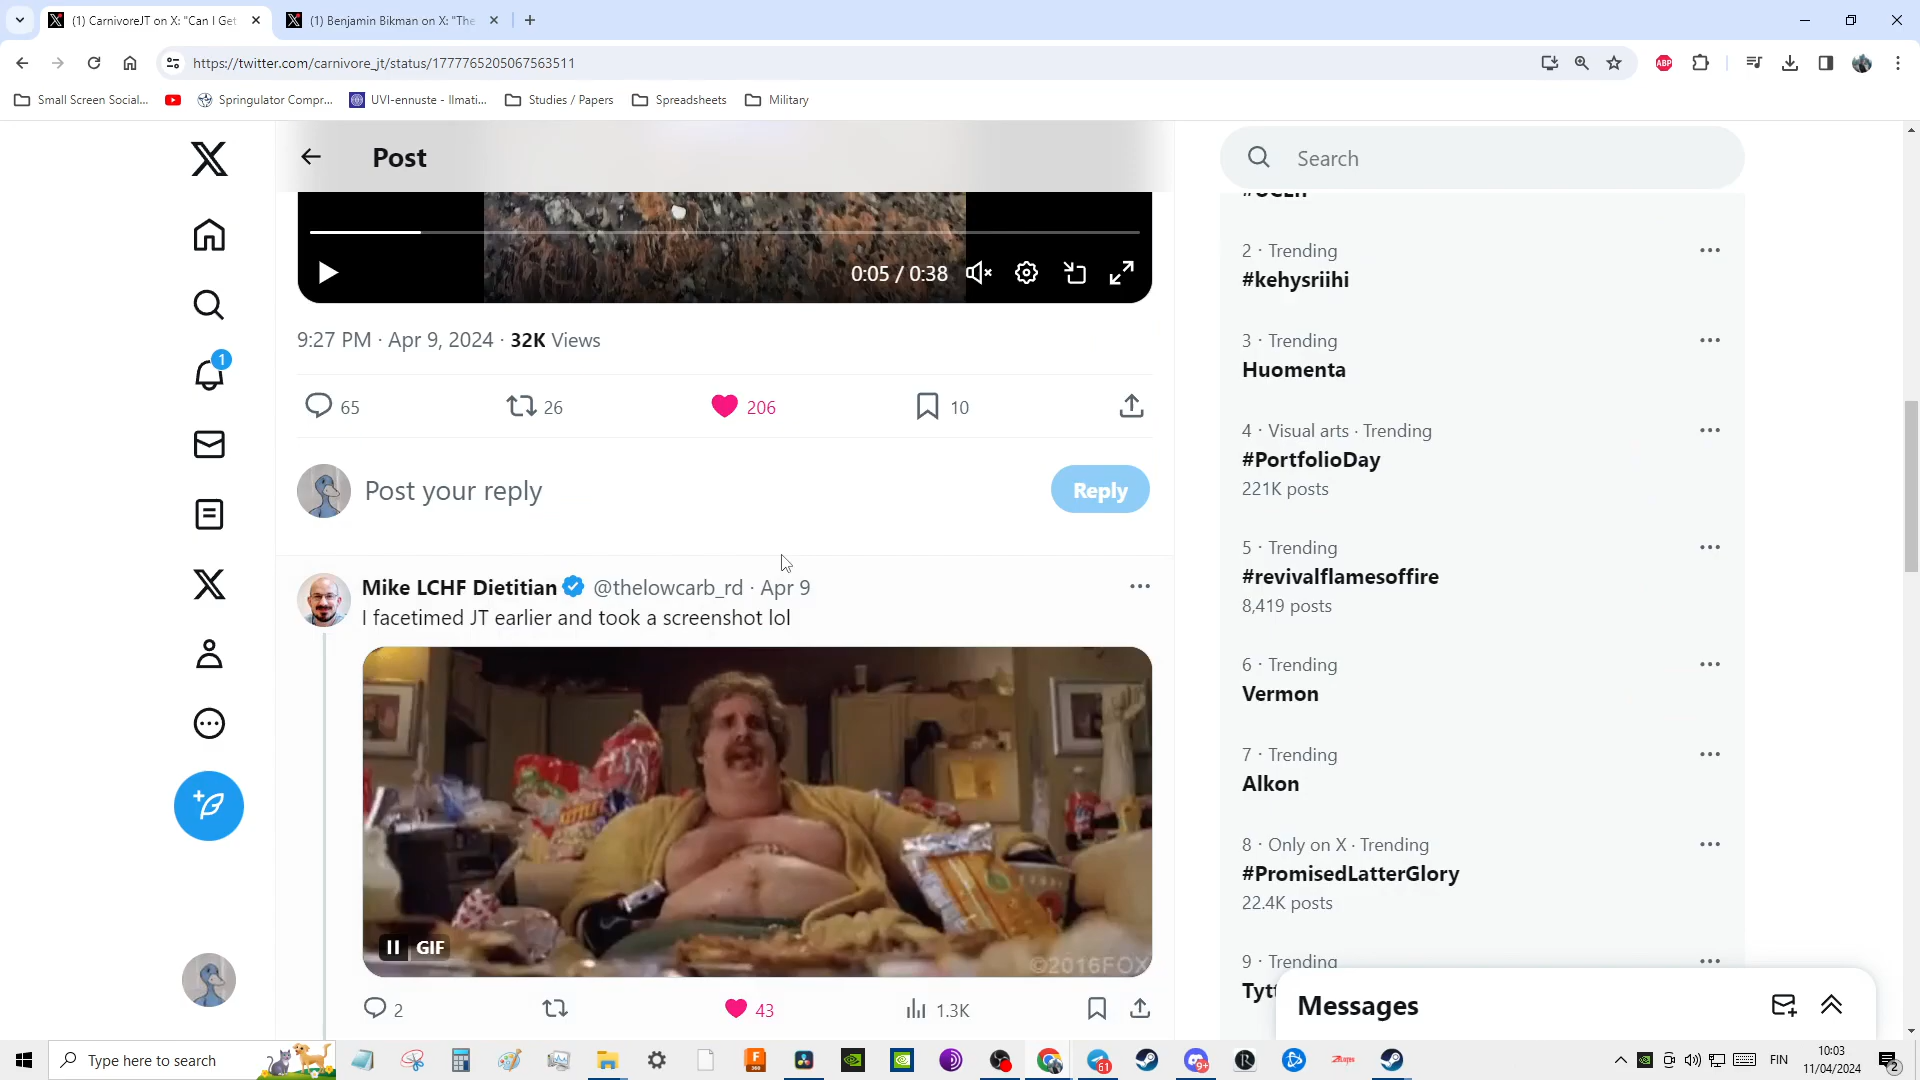 (1) CarnivoreJT on X: "Can I Get
(1) Benjamin Bikman on X: "The
https://twitter.com/carnivore_jt/status/1777765205067563511
ABP
Small Screen Social...
Springulator Compr...
UVI-ennuste - Ilmati...
Studies / Papers
Spreadsheets
Military
Post
Search
0:05 / 0:38
9:27 PM · Apr 9, 2024 · 32K Views
65
26
206
10
Post your reply
Reply
Mike LCHF Dietitian @thelowcarb_rd · Apr 9
I facetimed JT earlier and took a screenshot lol
GIF
©2016FOX
2
43
1.3K
1
2 · Trending
#kehysriihi
3 · Trending
Huomenta
4 · Visual arts · Trending
#PortfolioDay
221K posts
5 · Trending
#revivalflamesoffire
8,419 posts
6 · Trending
Vermon
7 · Trending
Alkon
8 · Only on X · Trending
#PromisedLatterGlory
22.4K posts
9 · Trending
Messages
Type here to search
61
9+
FIN
10:03
11/04/2024
2